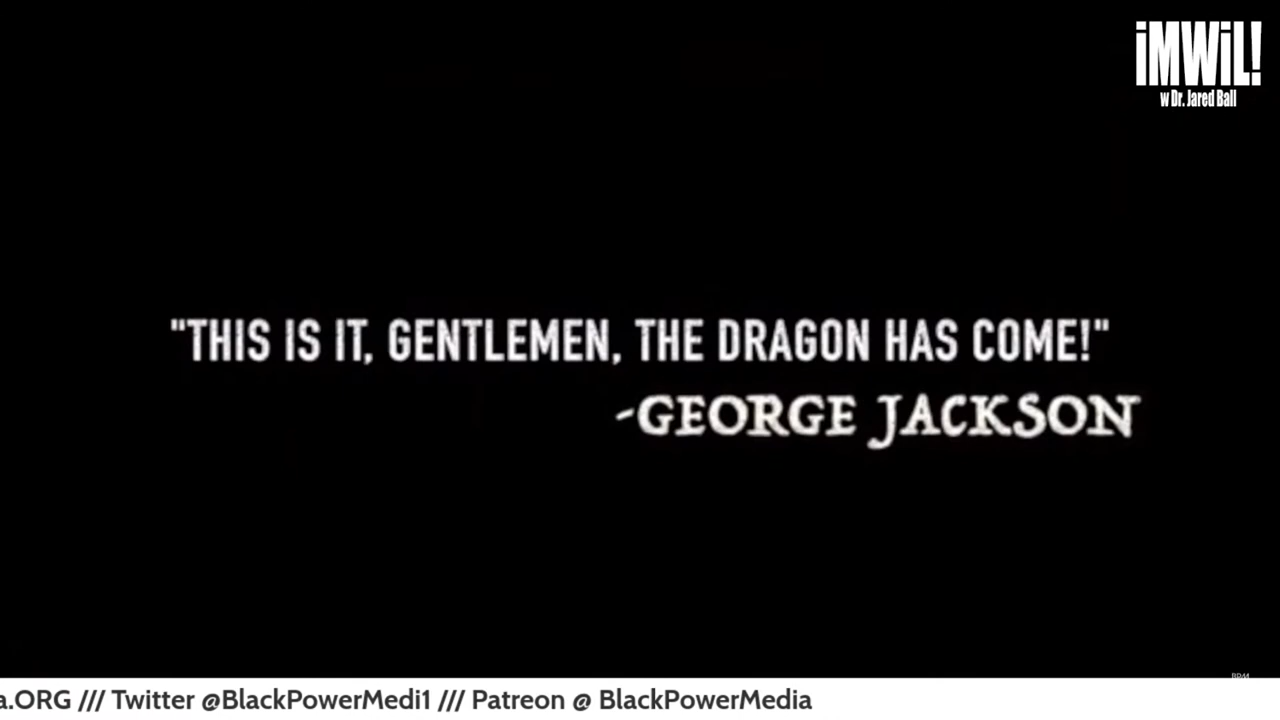 iMWiL!
w Dr. Jared Ball
"THIS IS IT, GENTLEMEN, THE DRAGON HAS COME!"
-GEORGE JACKSON
BPM
a.ORG /// Twitter @BlackPowerMedi1 /// Patreon @ BlackPowerMedia